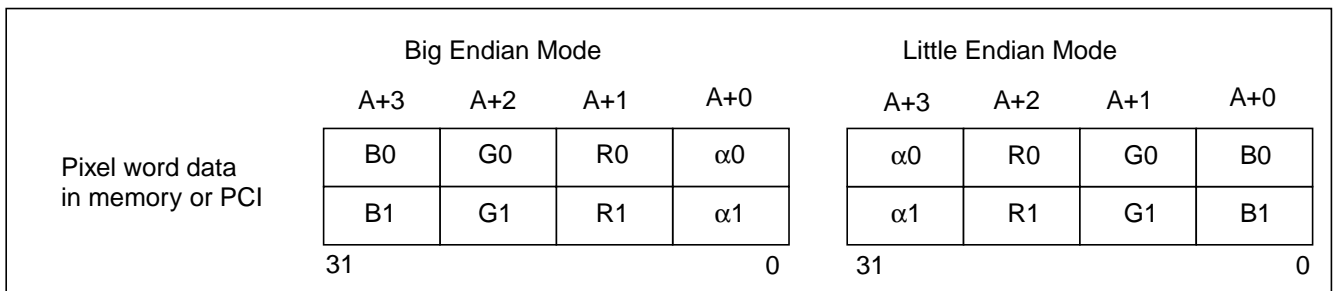 Big Endian Mode Little Endian Mode
A+3 A+2 A+1 A+0 A+3 A+2 A+1 A+0
Pixel word data
in memory or PCI
B0 G0 R0 α0 α0 R0 G0 B0
B1 G1 R1 α1 α1 R1 G1 B1
31 0 31 0